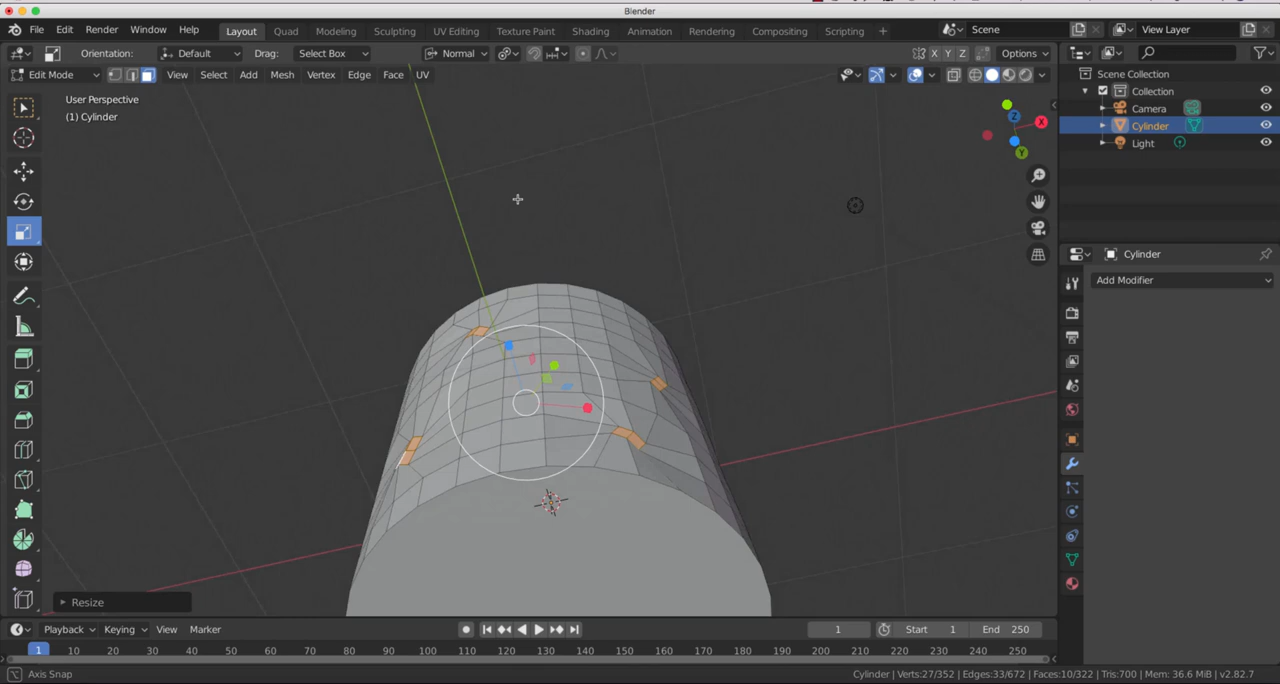 Blender
File Edit Render Window Help Layout Quad Modeling Sculpting UV Editing Texture Paint Shading Animation Rendering Compositing Scripting + Scene View Layer
Orientation: Default Drag: Select Box Normal X Y Z Options
Edit Mode View Select Add Mesh Vertex Edge Face UV
User Perspective
(1) Cylinder
Scene Collection
Collection
Camera
Cylinder
Light
X
Y
Z
Cylinder
Add Modifier
Resize
Playback Keying View Marker 1 Start 1 End 250
1 10 20 30 40 50 60 70 80 90 100 110 120 130 140 150 160 170 180 190 200 210 220 230 240 250
Axis Snap Cylinder | Verts:27/352 | Edges:33/672 | Faces:10/322 | Tris:700 | Mem: 36.6 MiB | v2.82.7